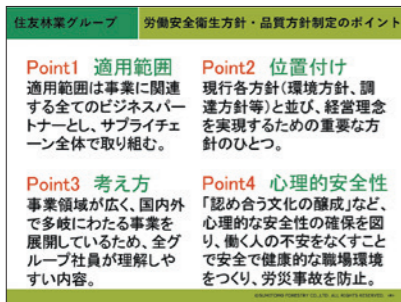 住友林業グループ
労働安全衛生方針・品質方針制定のポイント
Point1 適用範囲
適用範囲は事業に関連
する全てのビジネスパー
トナーとし、サプライチェ
ーン全体で取り組む。
Point2 位置付け
現行各方針(環境方針、調
達方針等)と並び、経営理念
を実現するための重要な方
針のひとつ。
Point3 考え方
事業領域が広く、国内外
で多岐にわたる事業を
展開しているため、全グ
ループ社員が理解しや
すい内容。
Point4 心理的安全性
「認め合う文化の醸成」など、
心理的な安全性の確保を図
り、働く人の不安をなくすこと
で安全で健康的な職場環境
をつくり、労災事故を防止。
©SUMITOMO FORESTRY CO.,LTD. ALL RIGHTS RESERVED.